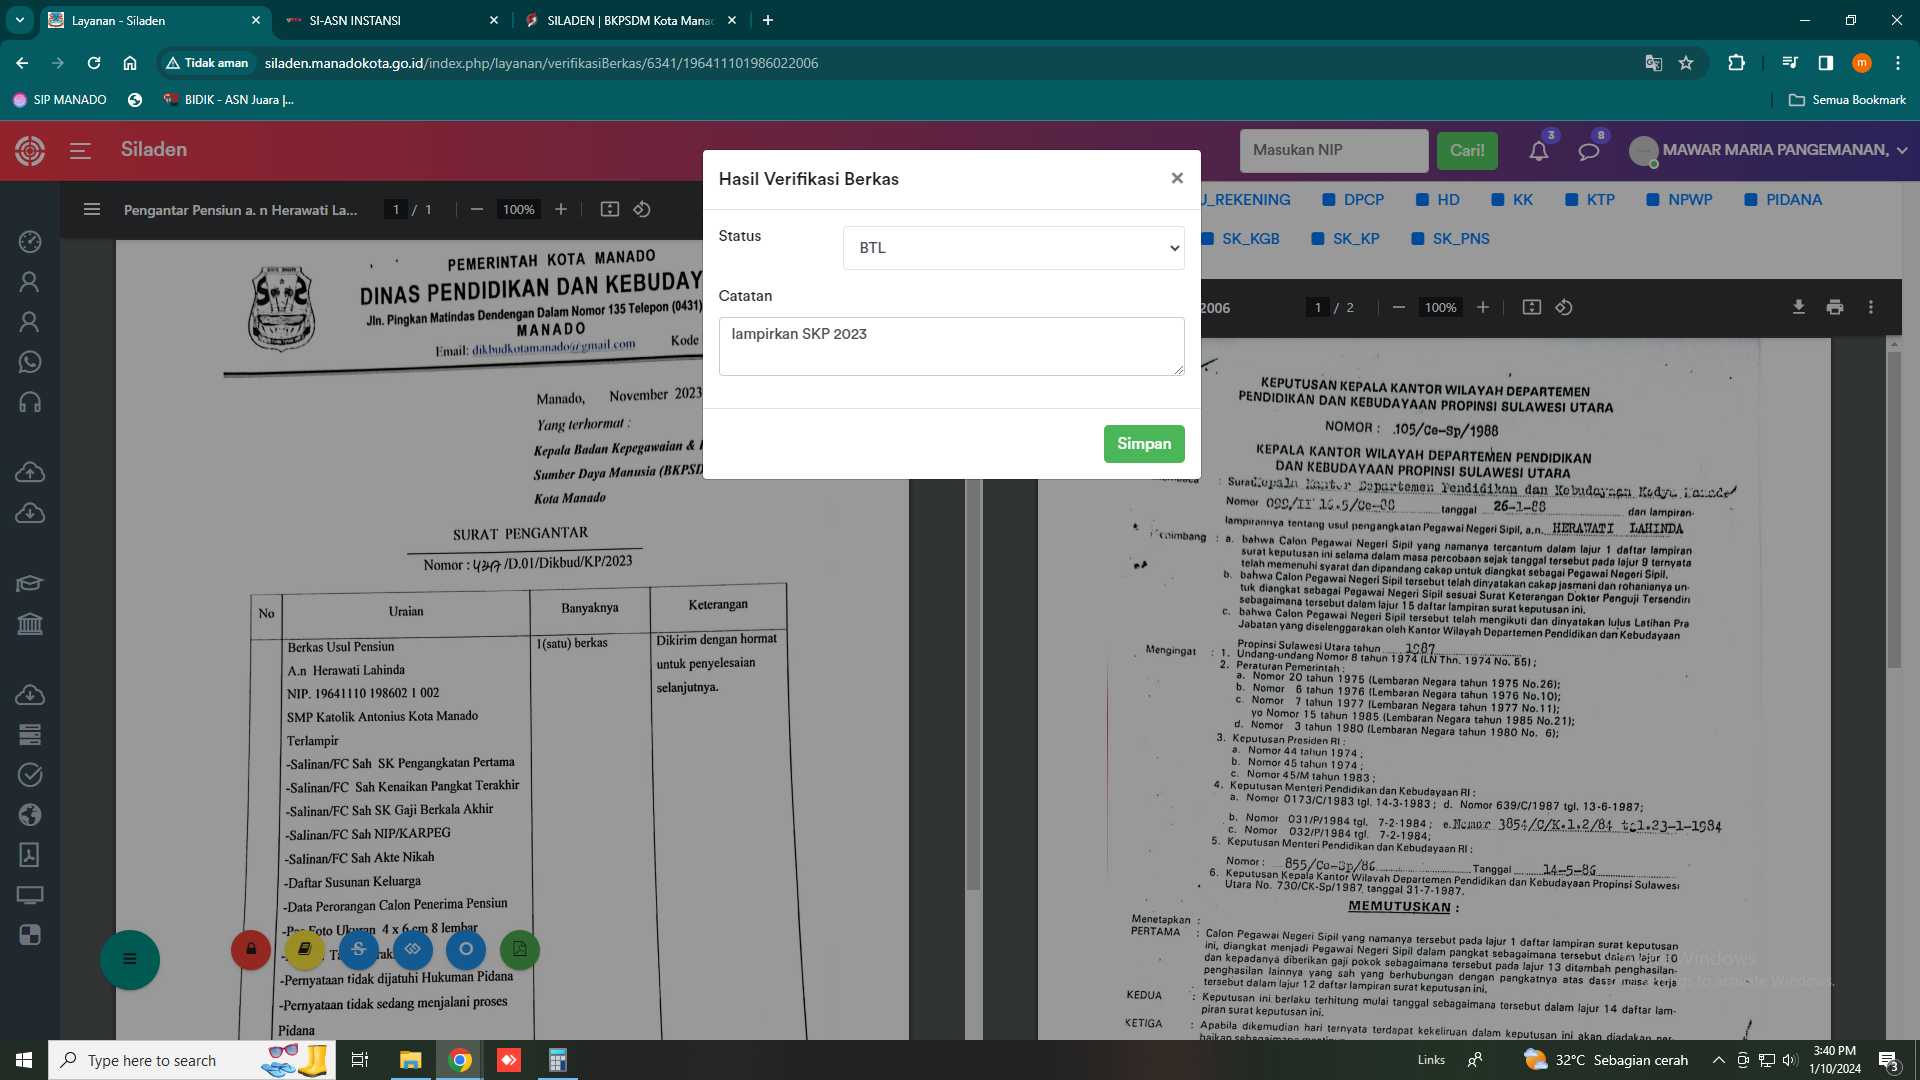 Layanan - Siladen
SI-ASN INSTANSI
SILADEN | BKPSDM Kota Mana
Tidak aman
siladen.manadokota.go.id/index.php/layanan/verifikasiBerkas/6341/196411101986022006
SIP MANADO
BIDIK - ASN Juara |...
Semua Bookmark
Siladen
Masukan NIP
Cari!
3
8
MAWAR MARIA PANGEMANAN,
Pengantar Pensiun a. n Herawati La...
1 / 1
100%
PEMERINTAH KOTA MANADO
DINAS PENDIDIKAN DAN KEBUDAY
Jln. Pingkan Matindas Dendengan Dalam Nomor 135 Telepon (0431)
MANADO
Email: dikbudkotamanado@gmail.com
Kode
Manado, November 2023
Yang terhormat :
Kepala Badan Kepegawaian &
Sumber Daya Manusia (BKPSD
Kota Manado
SURAT PENGANTAR
Nomor : /D.01/Dikbud/KP/2023
No
Uraian
Banyaknya
Keterangan
Berkas Usul Pensiun
A.n Herawati Lahinda
NIP. 19641110 198602 1 002
SMP Katolik Antonius Kota Manado
Terlampir
-Salinan/FC Sah SK Pengangkatan Pertama
-Salinan/FC Sah Kenaikan Pangkat Terakhir
-Salinan/FC Sah SK Gaji Berkala Akhir
-Salinan/FC Sah NIP/KARPEG
-Salinan/FC Sah Akte Nikah
-Daftar Susunan Keluarga
-Data Perorangan Calon Penerima Pensiun
-Pas Foto Ukuran 4 x 6 cm 8 lembar
-Pernyataan tidak dijatuhi Hukuman Pidana
-Pernyataan tidak sedang menjalani proses
Pidana
1(satu) berkas
Dikirim dengan hormat
untuk penyelesaian
selanjutnya.
Hasil Verifikasi Berkas
×
Status
BTL
Catatan
lampirkan SKP 2023
Simpan
U_REKENING
DPCP
HD
KK
KTP
NPWP
PIDANA
SK_KGB
SK_KP
SK_PNS
2006
1 / 2
100%
KEPUTUSAN KEPALA KANTOR WILAYAH DEPARTEMEN
PENDIDIKAN DAN KEBUDAYAAN PROPINSI SULAWESI UTARA
NOMOR : .105/Ce-Sp/1988
KEPALA KANTOR WILAYAH DEPARTEMEN PENDIDIKAN
DAN KEBUDAYAAN PROPINSI SULAWESI UTARA
: Surat Kepala Kantor Departemen Pendidikan dan Kebudayaan Kodya Manado
Nomor tanggal 26-1-88 dan lampiran-
lampirannya tentang usul pengangkatan Pegawai Negeri Sipil, a.n. HERAWATI LAHINDA
: a. bahwa Calon Pegawai Negeri Sipil yang namanya tercantum dalam lajur 1 daftar lampiran
surat keputusan ini selama dalam masa percobaan sejak tanggal tersebut pada lajur 9 ternyata
telah memenuhi syarat dan dipandang cakap untuk diangkat sebagai Pegawai Negeri Sipil.
b. bahwa Calon Pegawai Negeri Sipil tersebut telah dinyatakan cakap jasmani dan rohanianya un-
tuk diangkat sebagai Pegawai Negeri Sipil sesuai Surat Keterangan Dokter Penguji Tersendiri
sebagaimana tersebut dalam lajur 15 daftar lampiran surat keputusan ini.
c. bahwa Calon Pegawai Negeri Sipil tersebut telah mengikuti dan dinyatakan lulus Latihan Pra
Jabatan yang diselenggarakan oleh Kantor Wilayah Departemen Pendidikan dan Kebudayaan
Propinsi Sulawesi Utara tahun 1987
Mengingat : 1. Undang-undang Nomor 8 tahun 1974 (LN Thn. 1974 No. 55) ;
2. Peraturan Pemerintah :
a. Nomor 20 tahun 1975 (Lembaran Negara tahun 1975 No.26);
b. Nomor 6 tahun 1976 (Lembaran Negara tahun 1976 No.10);
c. Nomor 7 tahun 1977 (Lembaran Negara tahun 1977 No.11);
yo Nomor 15 tahun 1985 (Lembaran Negara tahun 1985 No.21);
d. Nomor 3 tahun 1980 (Lembaran Negara tahun 1980 No. 6);
3. Keputusan Presiden RI :
a. Nomor 44 tahun 1974 ;
b. Nomor 45 tahun 1974 ;
c. Nomor 45/M tahun 1983 ;
4. Keputusan Menteri Pendidikan dan Kebudayaan RI :
a. Nomor 0173/C/1983 tgl. 14-3-1983 ; d. Nomor 639/C/1987 tgl. 13-6-1987;
b. Nomor 031/P/1984 tgl. 7-2-1984 ; e. Nomor 3854/C/K.1.2/84 tgl.23-1-1984
c. Nomor 032/P/1984 tgl. 7-2-1984;
5. Keputusan Menteri Pendidikan dan Kebudayaan RI :
Nomor : 855/Ce-Sp/86 Tanggal 14-5-86
6. Keputusan Kepala Kantor Wilayah Departemen Pendidikan dan Kebudayaan Propinsi Sulawesi
Utara No. 730/CK-Sp/1987 tanggal 31-7-1987.
MEMUTUSKAN :
Menetapkan :
PERTAMA : Calon Pegawai Negeri Sipil yang namanya tersebut pada lajur 1 daftar lampiran surat keputusan
ini, diangkat menjadi Pegawai Negeri Sipil dalam pangkat sebagaimana tersebut dalam lajur 10
dan kepadanya diberikan gaji pokok sebagaimana tersebut pada lajur 13 ditambah penghasilan-
penghasilan lainnya yang sah yang berhubungan dengan pangkatnya atas dasar masa kerja
tersebut dalam lajur 12 daftar lampiran surat keputusan ini.
KEDUA : Keputusan ini berlaku terhitung mulai tanggal sebagaimana tersebut dalam lajur 14 daftar lam-
piran surat keputusan ini.
KETIGA : Apabila dikemudian hari ternyata terdapat kekeliruan dalam keputusan ini akan diadakan per-
Windows
to activate Windows.
Type here to search
Links
32°C Sebagian cerah
3:40 PM
1/10/2024
3